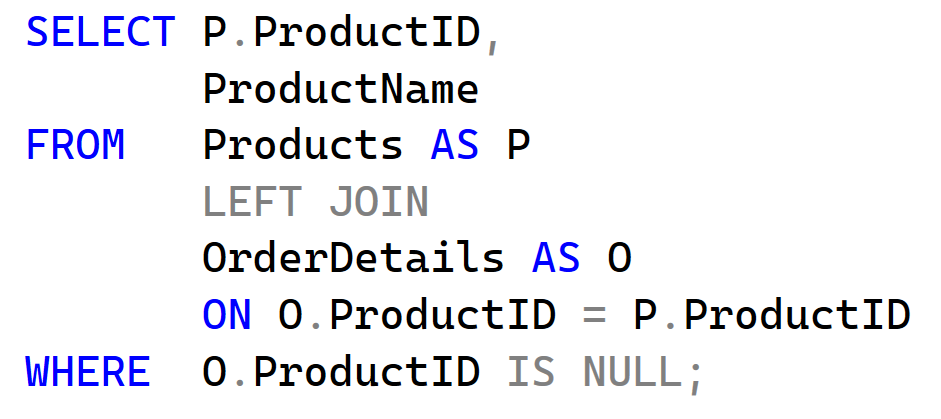 SELECT P.ProductID,
ProductName
FROM Products AS P
LEFT JOIN
OrderDetails AS O
ON O.ProductID = P.ProductID
WHERE O.ProductID IS NULL;